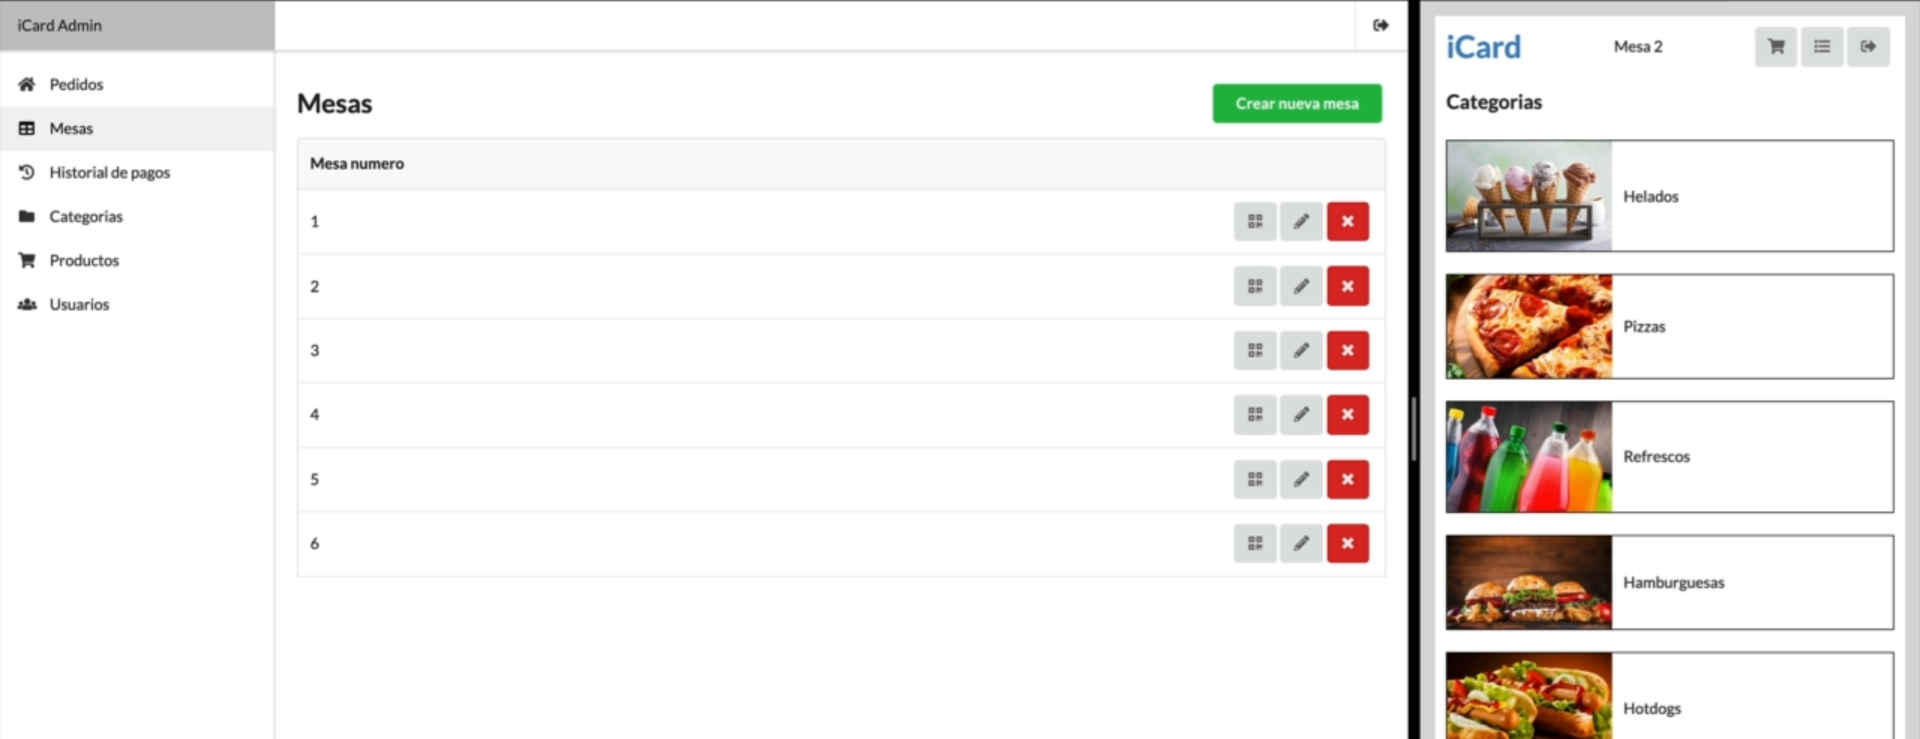 iCard Admin
Pedidos
Mesas
Historial de pagos
Categorias
Productos
Usuarios
Mesas
Crear nueva mesa
Mesa numero
1
2
3
4
5
6
iCard
Mesa 2
Categorias
Helados
Pizzas
Refrescos
Hamburguesas
Hotdogs